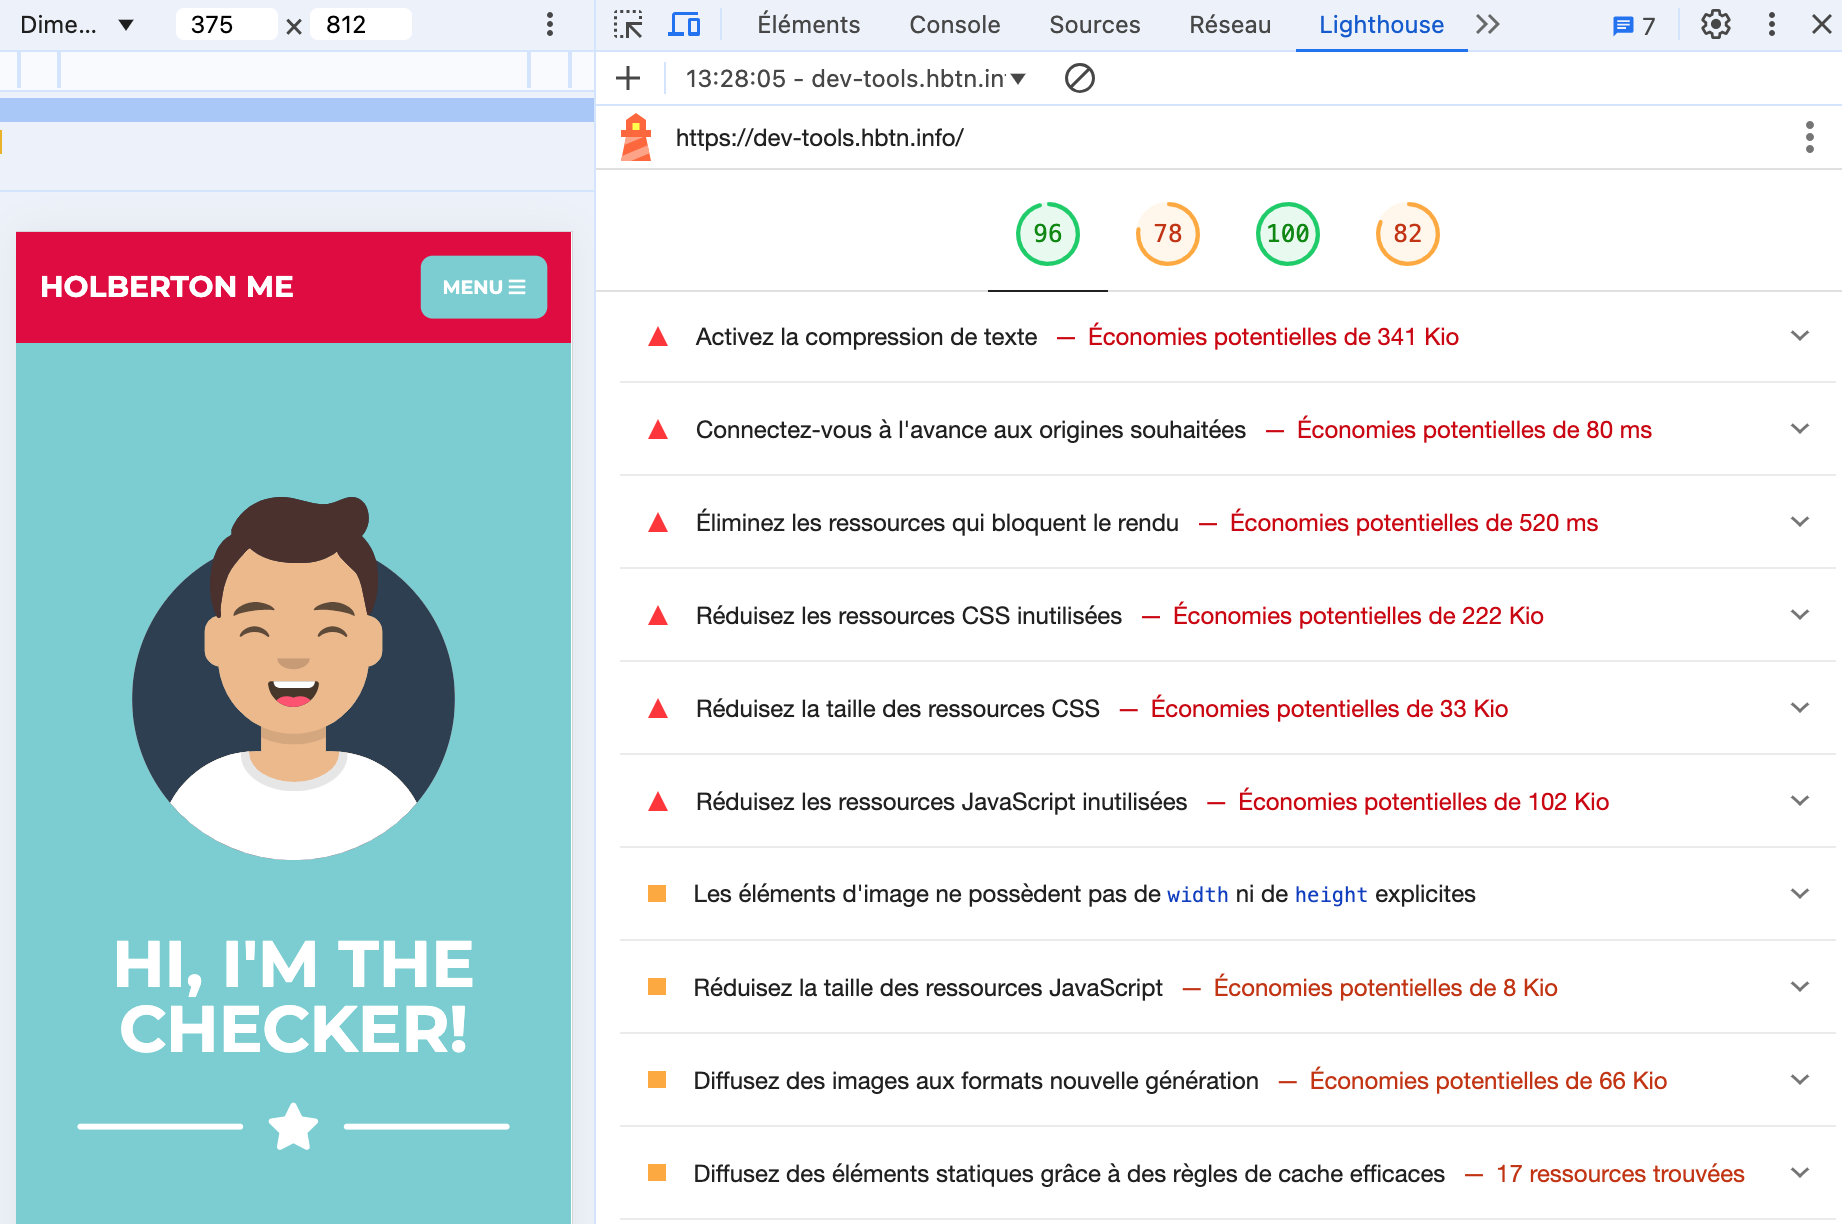 Dime... 375 × 812
Éléments Console Sources Réseau Lighthouse 7
13:28:05 - dev-tools.hbtn.in
https://dev-tools.hbtn.info/
96 78 100 82
HOLBERTON ME
MENU
HI, I'M THE
CHECKER!
Activez la compression de texte — Économies potentielles de 341 Kio
Connectez-vous à l'avance aux origines souhaitées — Économies potentielles de 80 ms
Éliminez les ressources qui bloquent le rendu — Économies potentielles de 520 ms
Réduisez les ressources CSS inutilisées — Économies potentielles de 222 Kio
Réduisez la taille des ressources CSS — Économies potentielles de 33 Kio
Réduisez les ressources JavaScript inutilisées — Économies potentielles de 102 Kio
Les éléments d'image ne possèdent pas de width ni de height explicites
Réduisez la taille des ressources JavaScript — Économies potentielles de 8 Kio
Diffusez des images aux formats nouvelle génération — Économies potentielles de 66 Kio
Diffusez des éléments statiques grâce à des règles de cache efficaces — 17 ressources trouvées